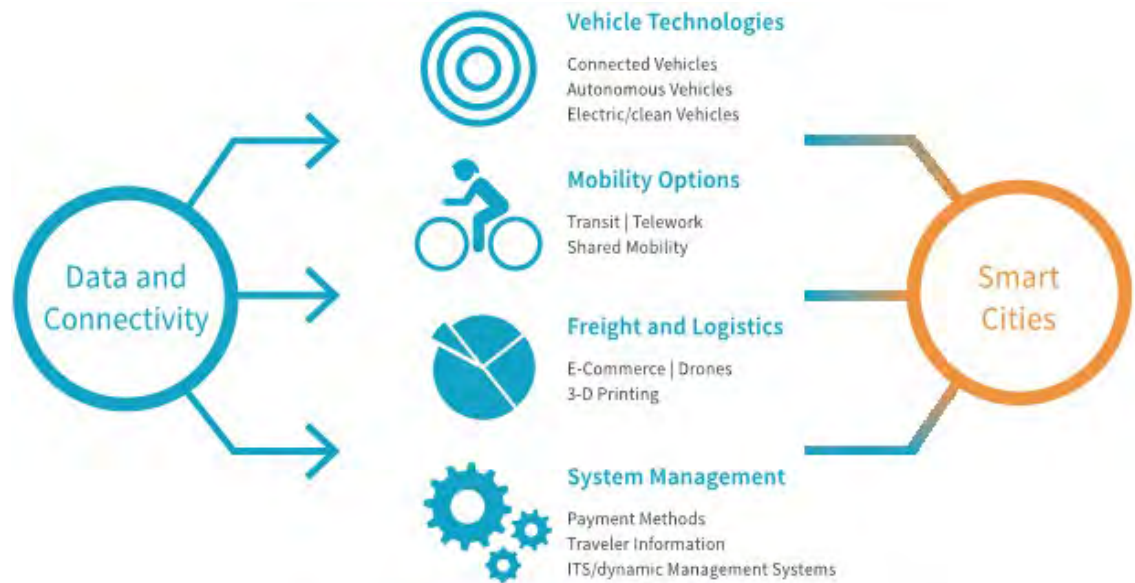 Data and
Connectivity
Vehicle Technologies
Connected Vehicles
Autonomous Vehicles
Electric/clean Vehicles
Mobility Options
Transit | Telework
Shared Mobility
Freight and Logistics
E-Commerce | Drones
3-D Printing
System Management
Payment Methods
Traveler Information
ITS/dynamic Management Systems
Smart
Cities